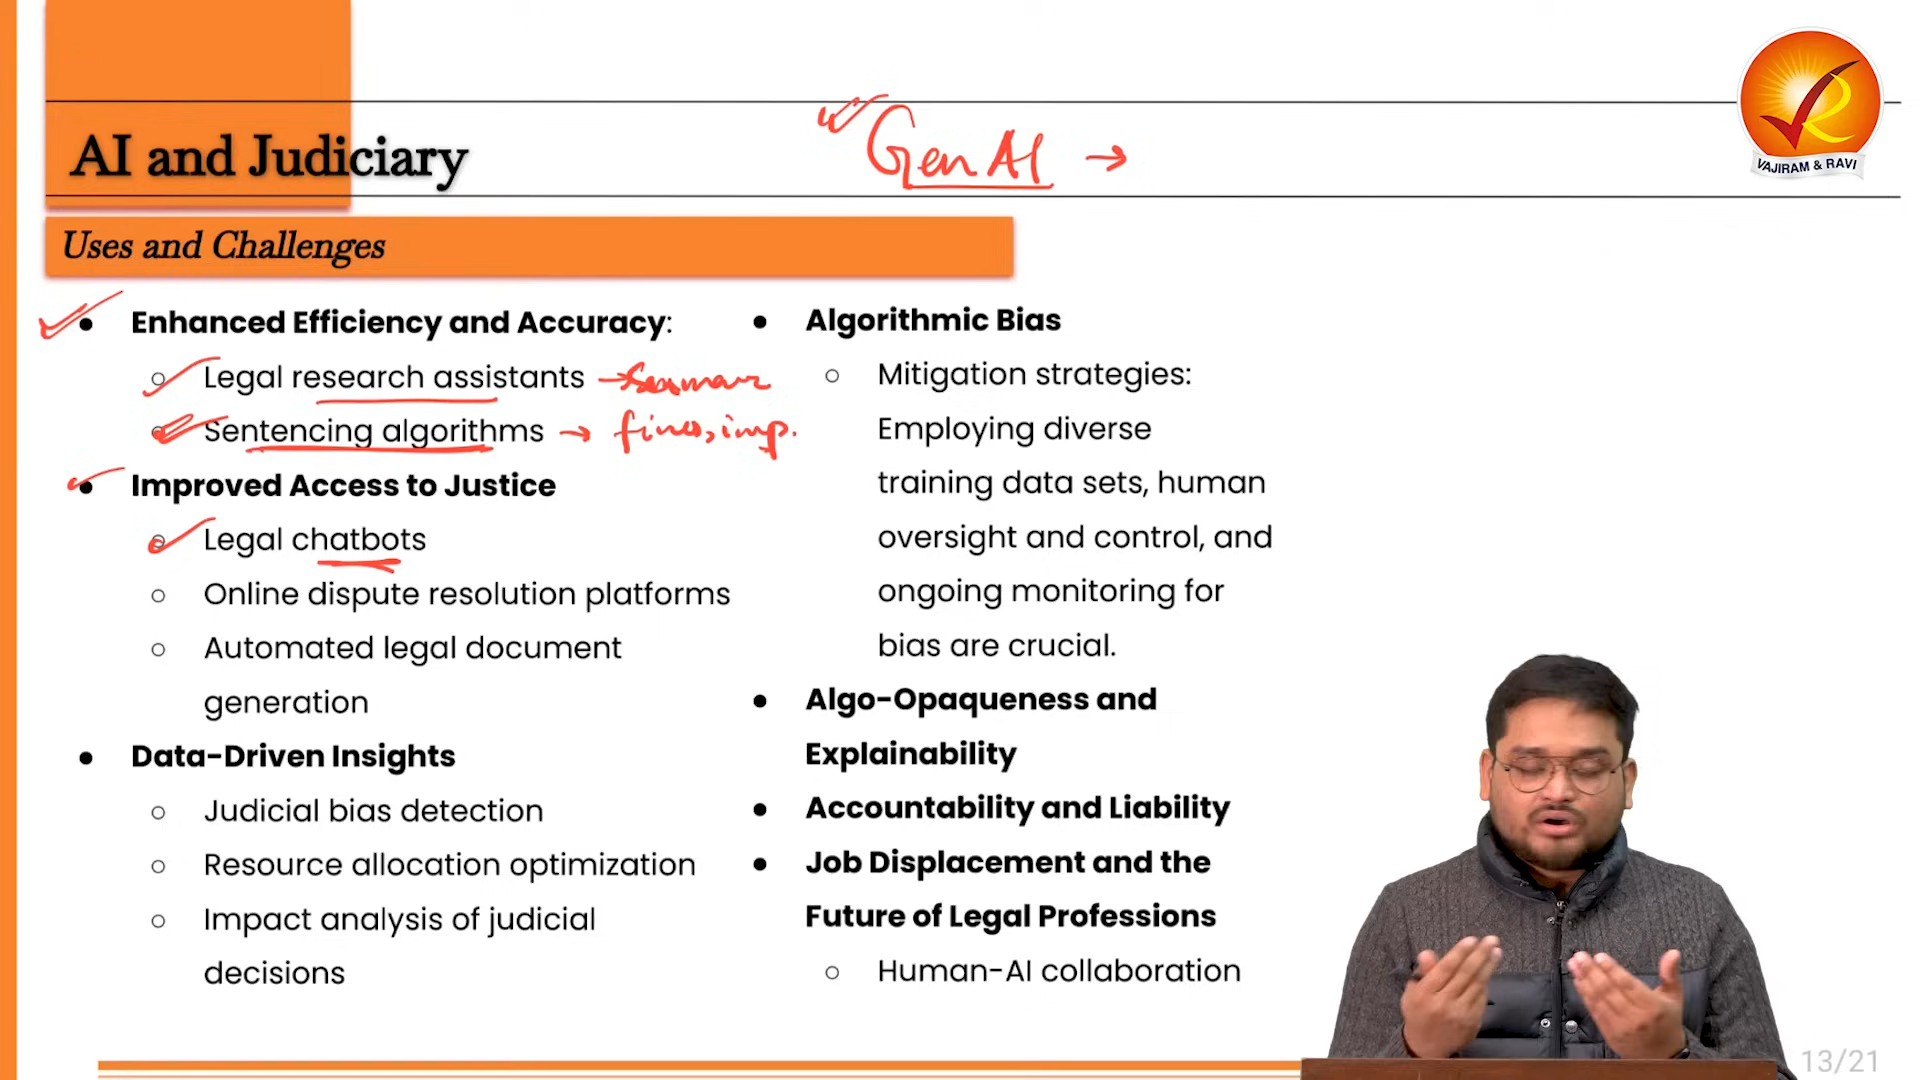 GenAI →
VAJIRAM & RAVI
AI and Judiciary
Uses and Challenges
● Enhanced Efficiency and Accuracy:
○ Legal research assistants →
○ Sentencing algorithms → fines, imp.
● Improved Access to Justice
○ Legal chatbots
○ Online dispute resolution platforms
○ Automated legal document
generation
● Data-Driven Insights
○ Judicial bias detection
○ Resource allocation optimization
○ Impact analysis of judicial
decisions
● Algorithmic Bias
○ Mitigation strategies:
Employing diverse
training data sets, human
oversight and control, and
ongoing monitoring for
bias are crucial.
● Algo-Opaqueness and
Explainability
● Accountability and Liability
● Job Displacement and the
Future of Legal Professions
○ Human-AI collaboration
13/21